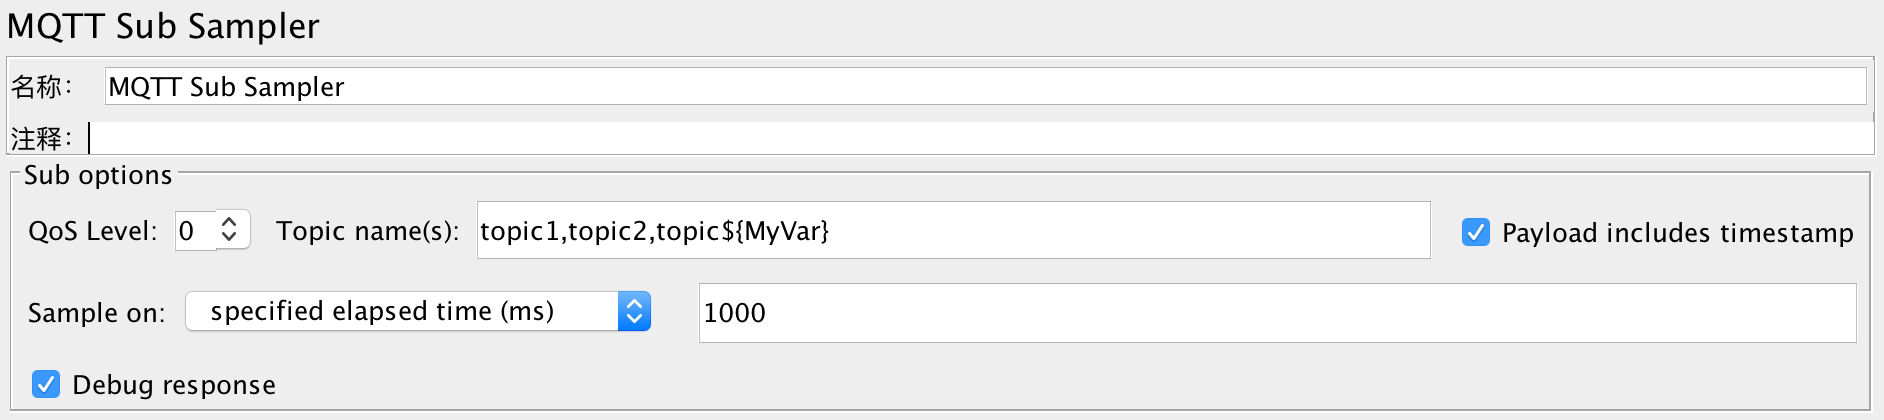 MQTT Sub Sampler
名称： MQTT Sub Sampler
注释：
Sub options
QoS Level: 0 Topic name(s): topic1,topic2,topic${MyVar} Payload includes timestamp
Sample on: specified elapsed time (ms) 1000
Debug response